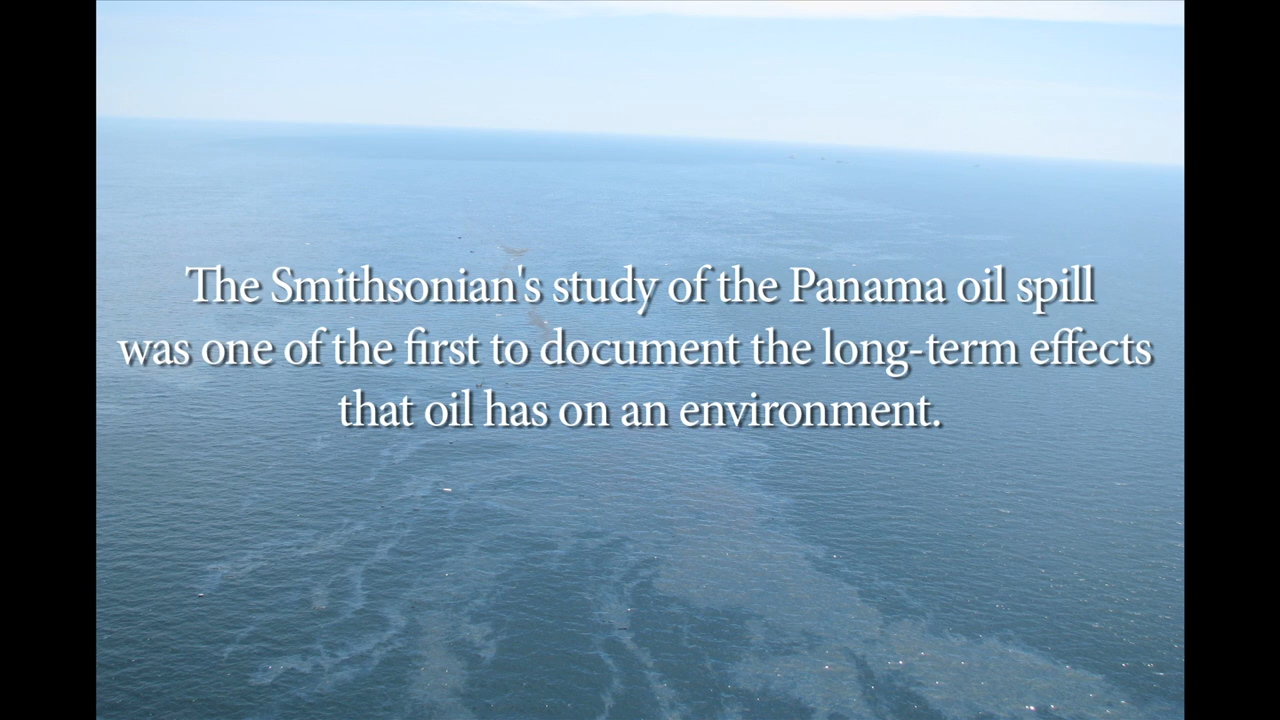 The Smithsonian's study of the Panama oil spill
was one of the first to document the long-term effects
that oil has on an environment.